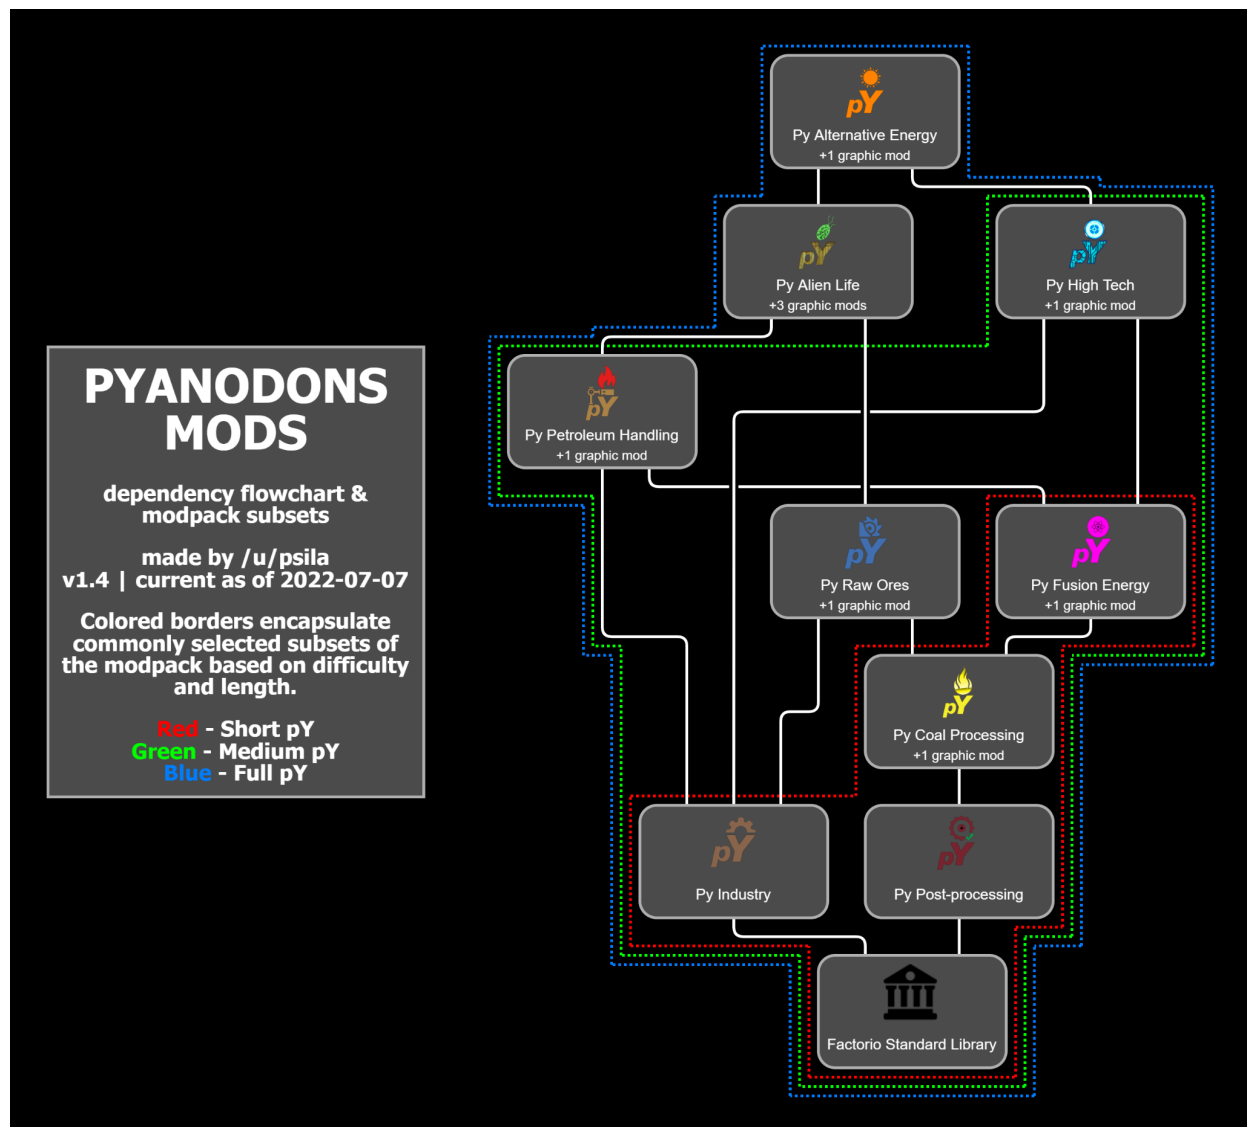 pY
Py Alternative Energy
+1 graphic mod
pY
Py Alien Life
+3 graphic mods
pY
Py High Tech
+1 graphic mod
PYANODONS
MODS
dependency flowchart &
modpack subsets
made by /u/psila
v1.4 | current as of 2022-07-07
Colored borders encapsulate
commonly selected subsets of
the modpack based on difficulty
and length.
Red - Short pY
Green - Medium pY
Blue - Full pY
pY
Py Petroleum Handling
+1 graphic mod
pY
Py Raw Ores
+1 graphic mod
pY
Py Fusion Energy
+1 graphic mod
pY
Py Coal Processing
+1 graphic mod
pY
Py Industry
pY
Py Post-processing
Factorio Standard Library